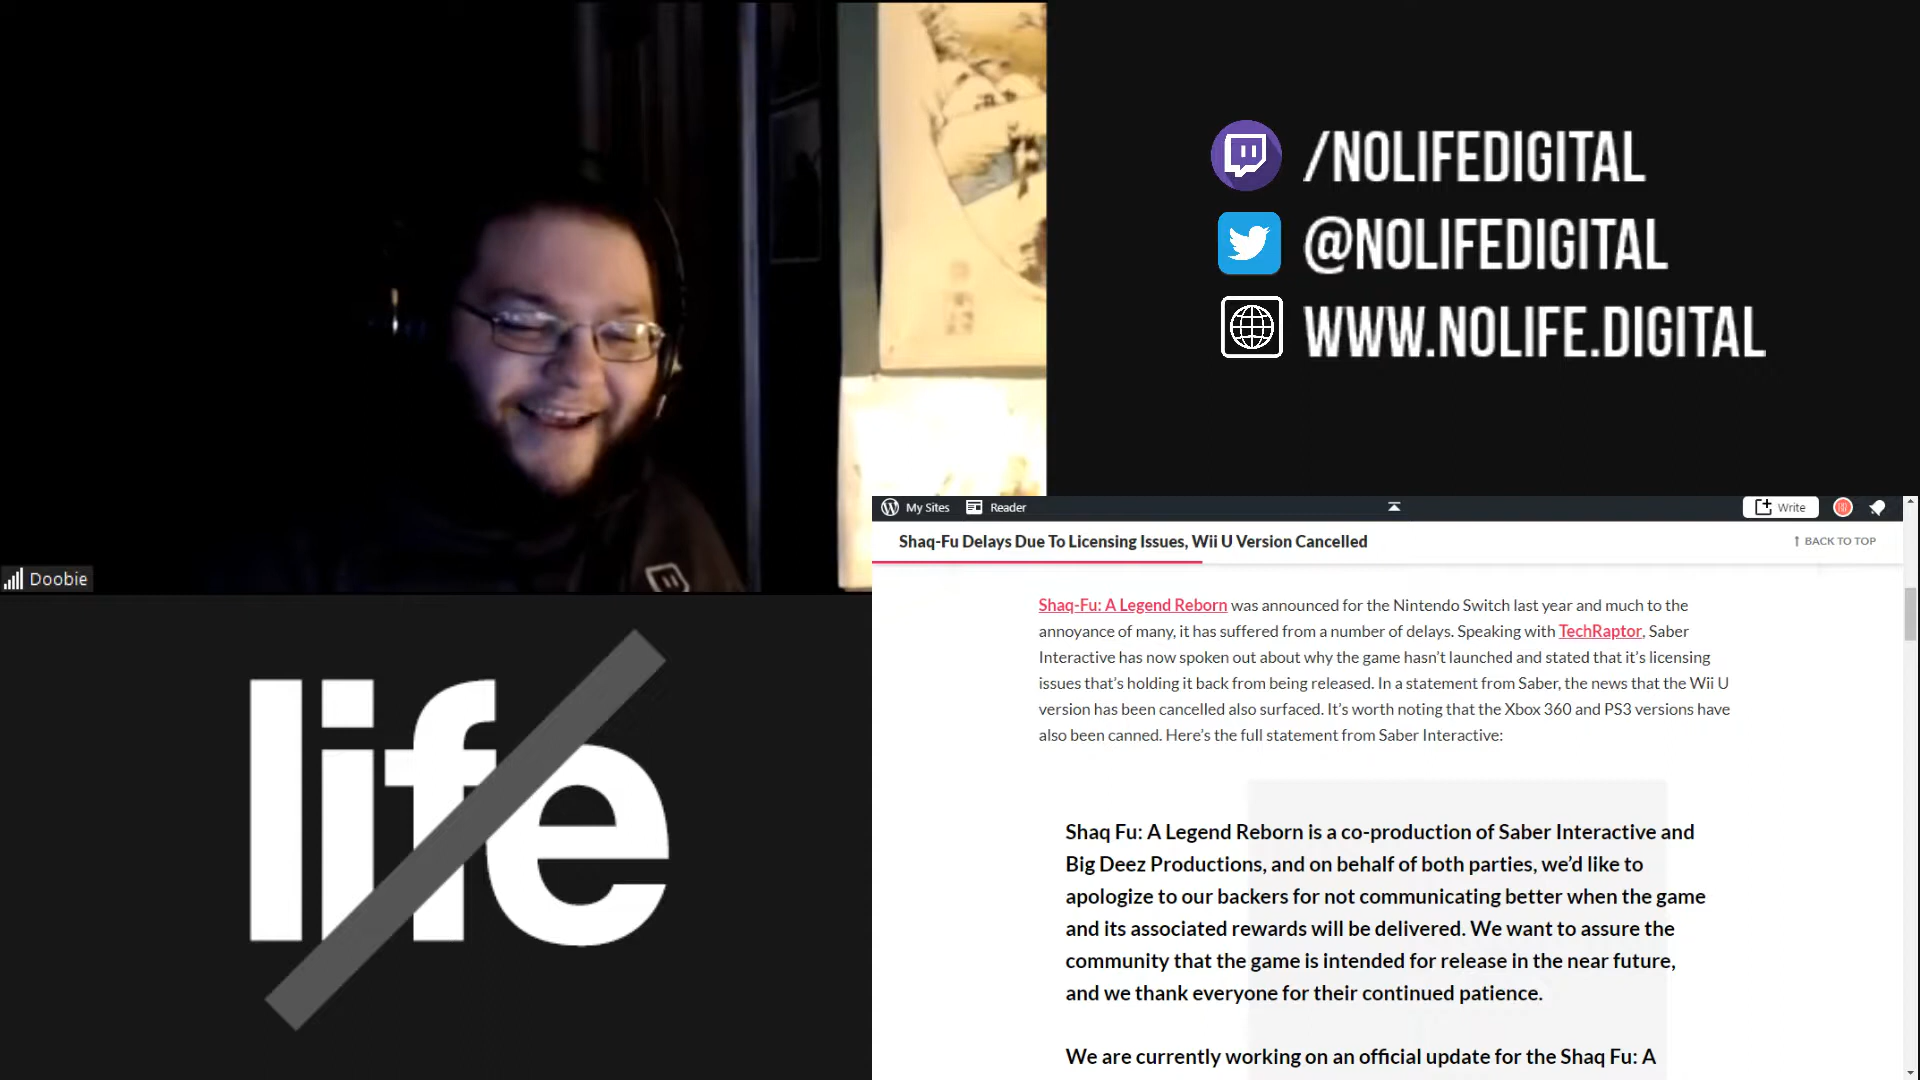 /NOLIFEDIGITAL
@NOLIFEDIGITAL
WWW.NOLIFE.DIGITAL
Doobie
life
My Sites
Reader
Write
Shaq-Fu Delays Due To Licensing Issues, Wii U Version Cancelled
BACK TO TOP
Shaq-Fu: A Legend Reborn was announced for the Nintendo Switch last year and much to the
annoyance of many, it has suffered from a number of delays. Speaking with TechRaptor, Saber
Interactive has now spoken out about why the game hasn't launched and stated that it's licensing
issues that's holding it back from being released. In a statement from Saber, the news that the Wii U
version has been cancelled also surfaced. It's worth noting that the Xbox 360 and PS3 versions have
also been canned. Here's the full statement from Saber Interactive:
Shaq Fu: A Legend Reborn is a co-production of Saber Interactive and
Big Deez Productions, and on behalf of both parties, we'd like to
apologize to our backers for not communicating better when the game
and its associated rewards will be delivered. We want to assure the
community that the game is intended for release in the near future,
and we thank everyone for their continued patience.
We are currently working on an official update for the Shaq Fu: A